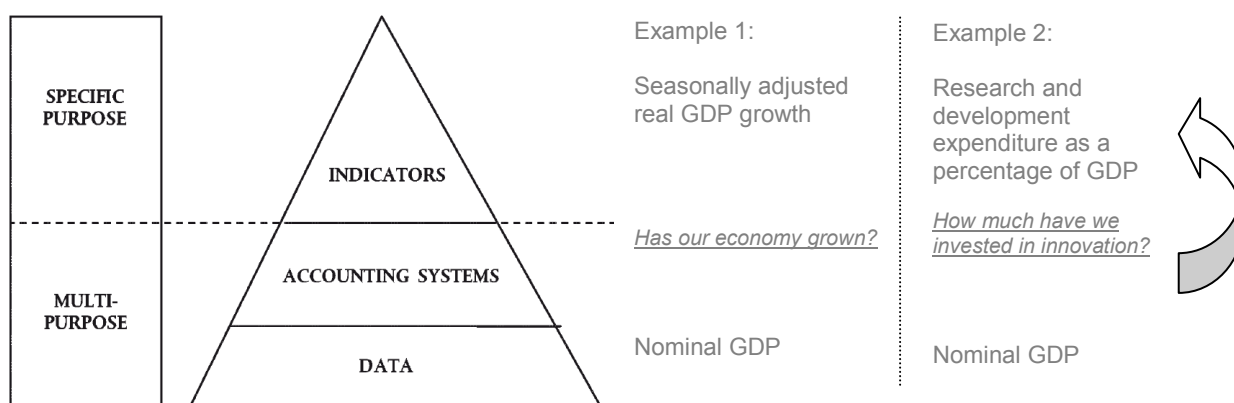 SPECIFIC
PURPOSE
MULTI-
PURPOSE
INDICATORS
ACCOUNTING SYSTEMS
DATA
Example 1:
Seasonally adjusted
real GDP growth
Has our economy grown?
Nominal GDP
Example 2:
Research and
development
expenditure as a
percentage of GDP
How much have we
invested in innovation?
Nominal GDP